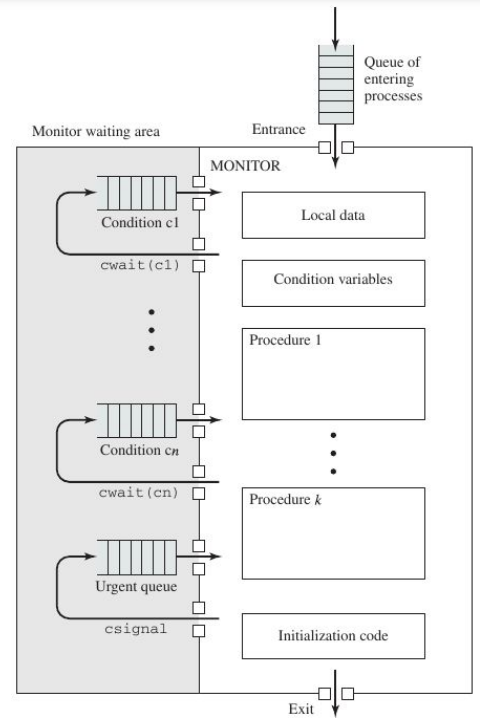 Queue of
entering
processes
Monitor waiting area
Entrance
MONITOR
Condition c1
Local data
cwait(c1)
Condition variables
Procedure 1
Condition cn
cwait(cn)
Procedure k
Urgent queue
csignal
Initialization code
Exit